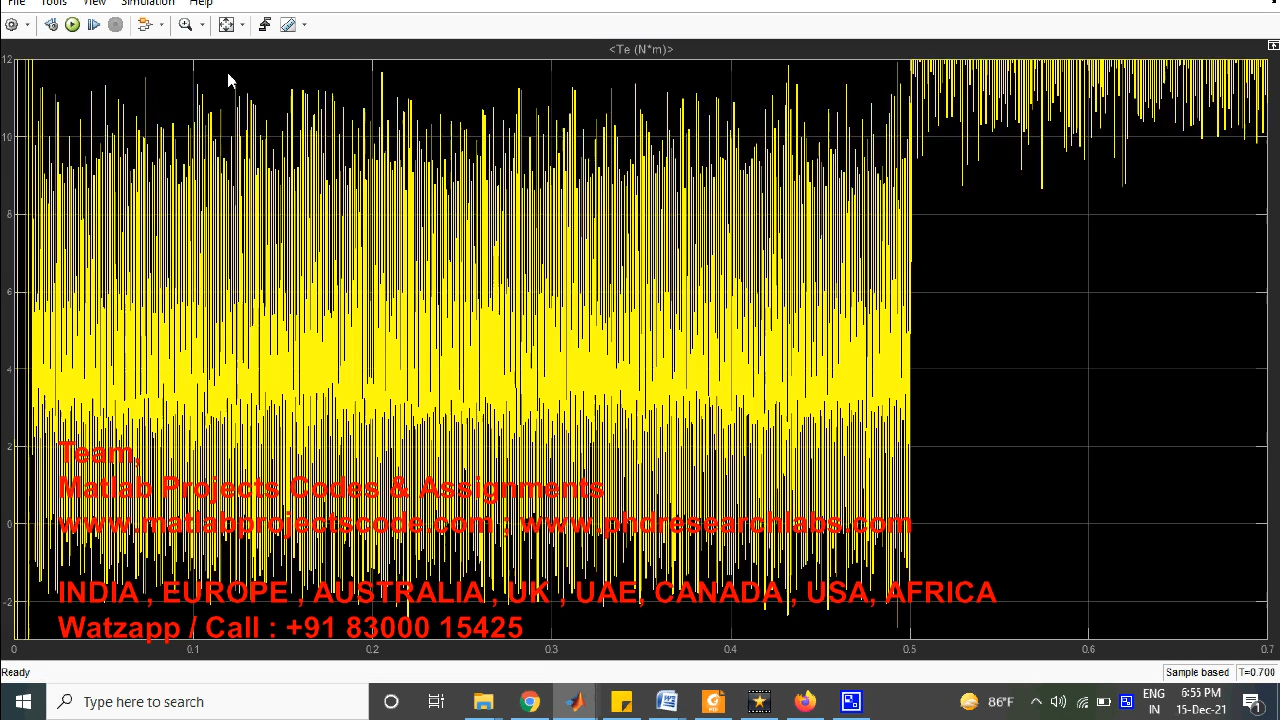 File Tools View Simulation Help
<Te (N*m)>
12
10
8
6
4
2
0
-2
0 0.1 0.2 0.3 0.4 0.5 0.6 0.7
Team,
Matlab Projects Codes & Assignments
www.matlabprojectscode.com ; www.phdresearchlabs.com
INDIA , EUROPE , AUSTRALIA , UK , UAE, CANADA , USA, AFRICA
Watzapp / Call : +91 83000 15425
Ready
Sample based T=0.700
Type here to search
86°F
ENG
IN
6:55 PM
15-Dec-21
1